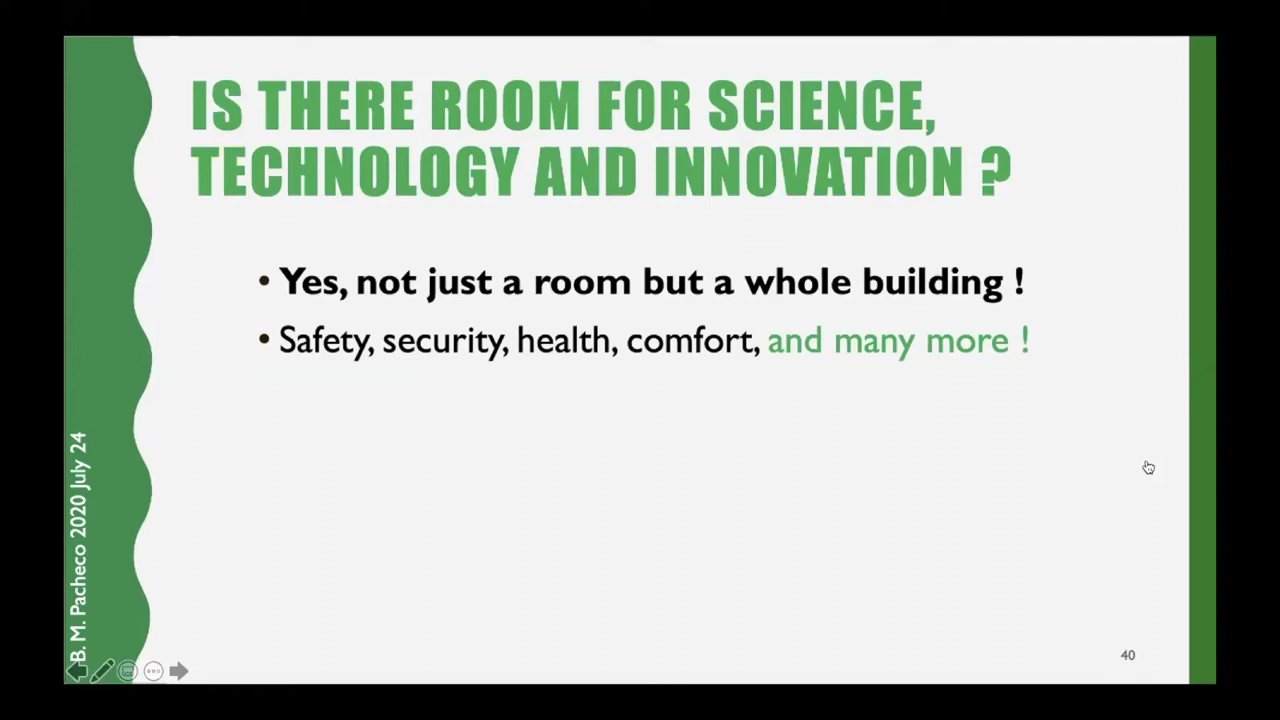 IS THERE ROOM FOR SCIENCE,
TECHNOLOGY AND INNOVATION ?
• Yes, not just a room but a whole building !
• Safety, security, health, comfort, and many more !
B. M. Pacheco 2020 July 24
40